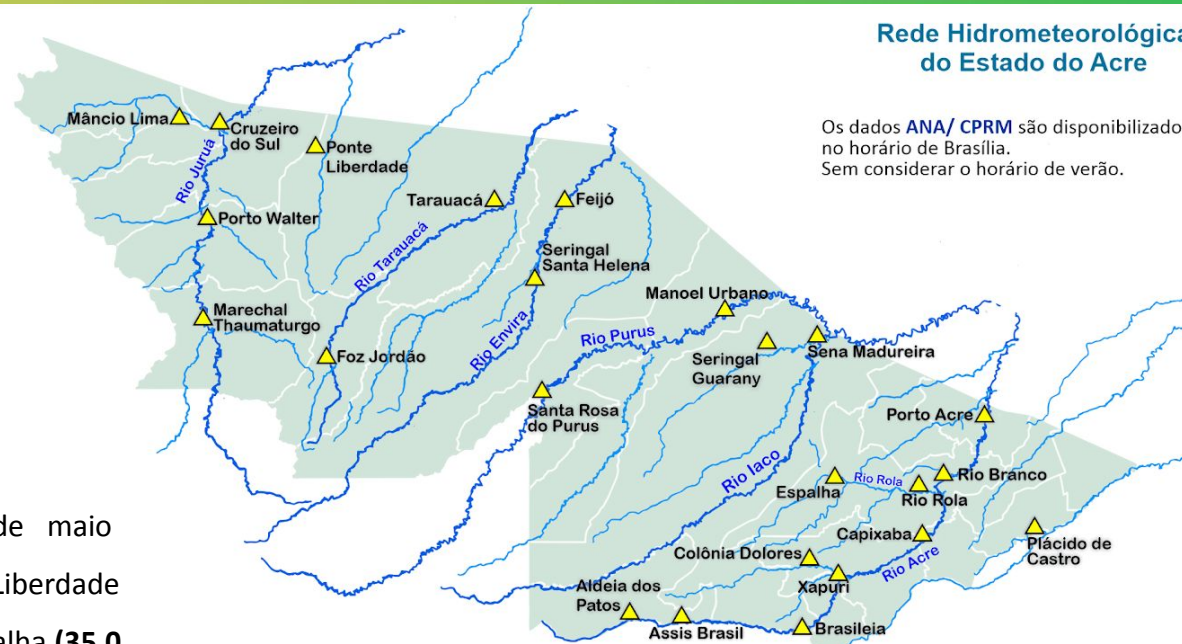 Rede Hidrometeorológica
do Estado do Acre
Os dados ANA/ CPRM são
no horário de Brasília.
Sem considerar o horário de verão.
Mâncio Lima
Cruzeiro
do Sul
Ponte
Liberdade
Rio Juruá
Porto Walter
Tarauacá
Feijó
Rio Tarauacá
Seringal
Santa Helena
Marechal
Thaumaturgo
Foz Jordão
Rio Envira
Manoel Urbano
Rio Purus
Seringal
Guarany
Sena Madureira
Santa Rosa
do Purus
Porto Acre
Rio Iaco
Espalha
Rio Rola
Rio Rola
Rio Branco
Capixaba
Plácido de
Castro
Colônia Dolores
Rio Acre
Xapuri
Aldeia dos
Patos
Assis Brasil
Brasileia
de maio
Liberdade
(35,0